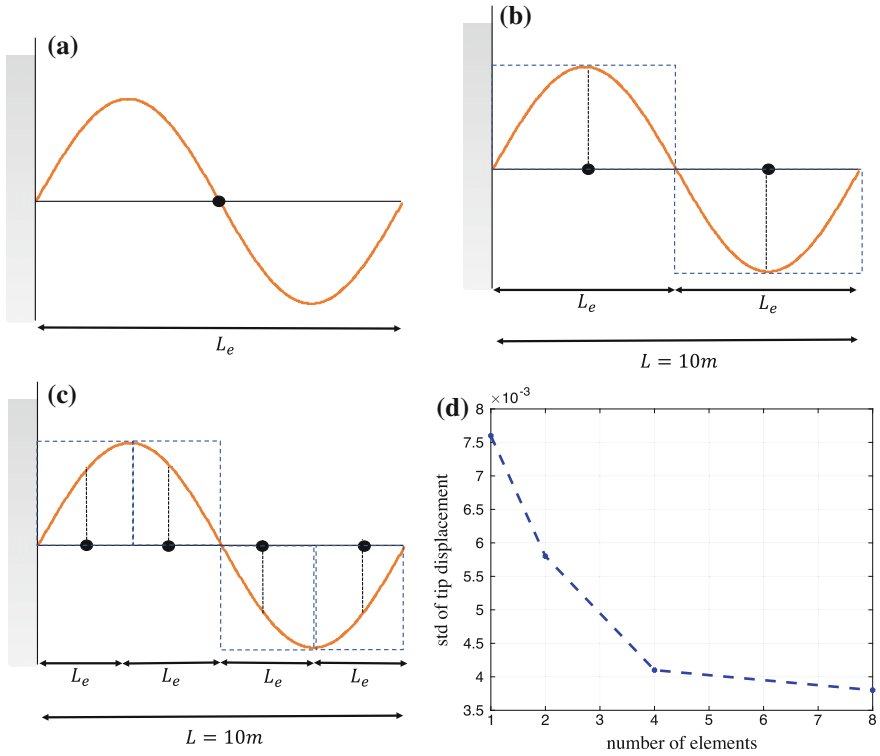 (a)
L_e
(b)
L_e L_e
L = 10m
(c)
L_e L_e L_e L_e
L = 10m
(d)
×10⁻³
8
7.5
7
6.5
6
5.5
5
4.5
4
3.5
std of tip displacement
1 2 3 4 5 6 7 8
number of elements